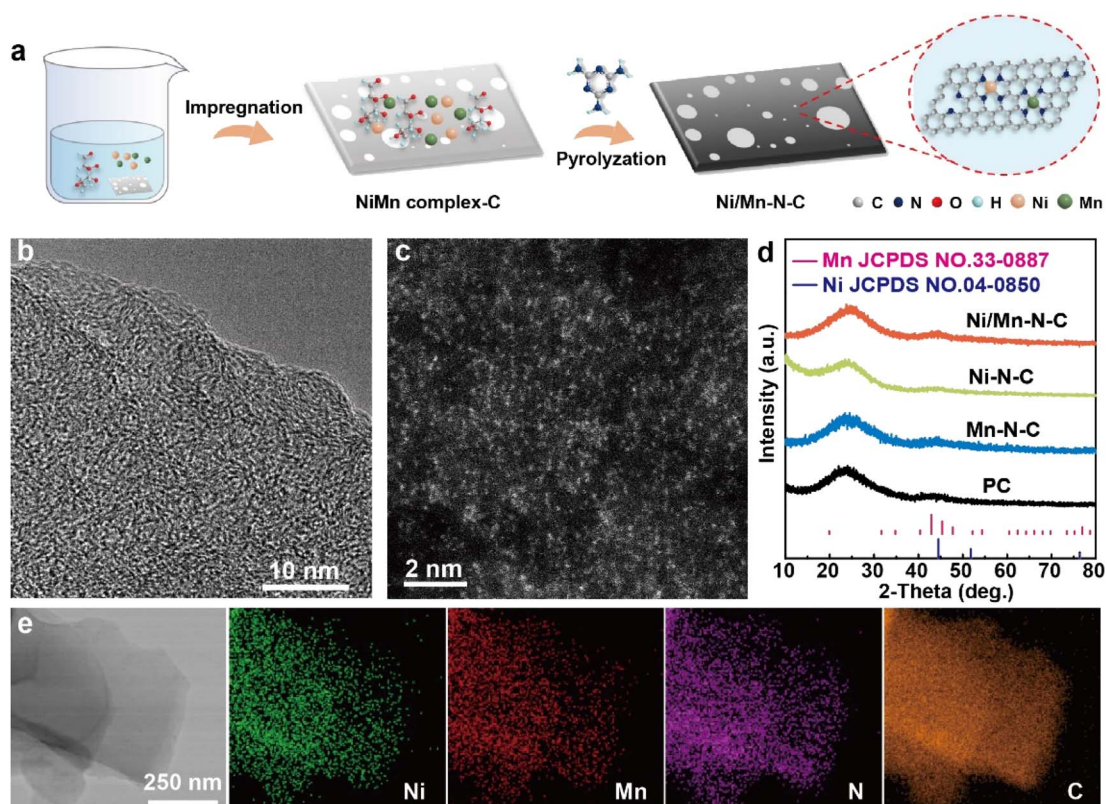 a
Impregnation
Pyrolyzation
NiMn complex-C
Ni/Mn-N-C
C N O H Ni Mn
b
10 nm
c
2 nm
d
Mn JCPDS NO.33-0887
Ni JCPDS NO.04-0850
Ni/Mn-N-C
Ni-N-C
Mn-N-C
PC
Intensity (a.u.)
10 20 30 40 50 60 70 80
2-Theta (deg.)
e
250 nm
Ni
Mn
N
C